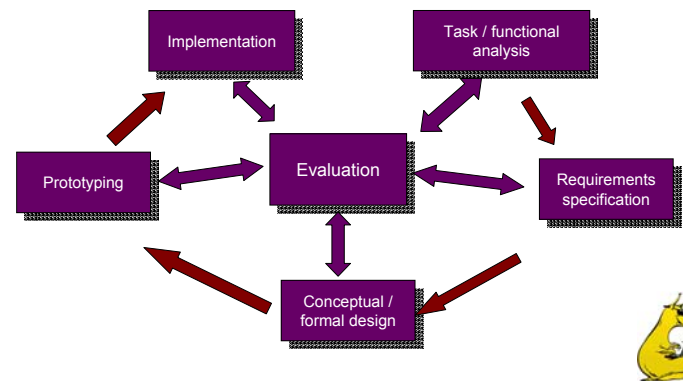 Implementation
Task / functional
analysis
Evaluation
Prototyping
Requirements
specification
Conceptual /
formal design